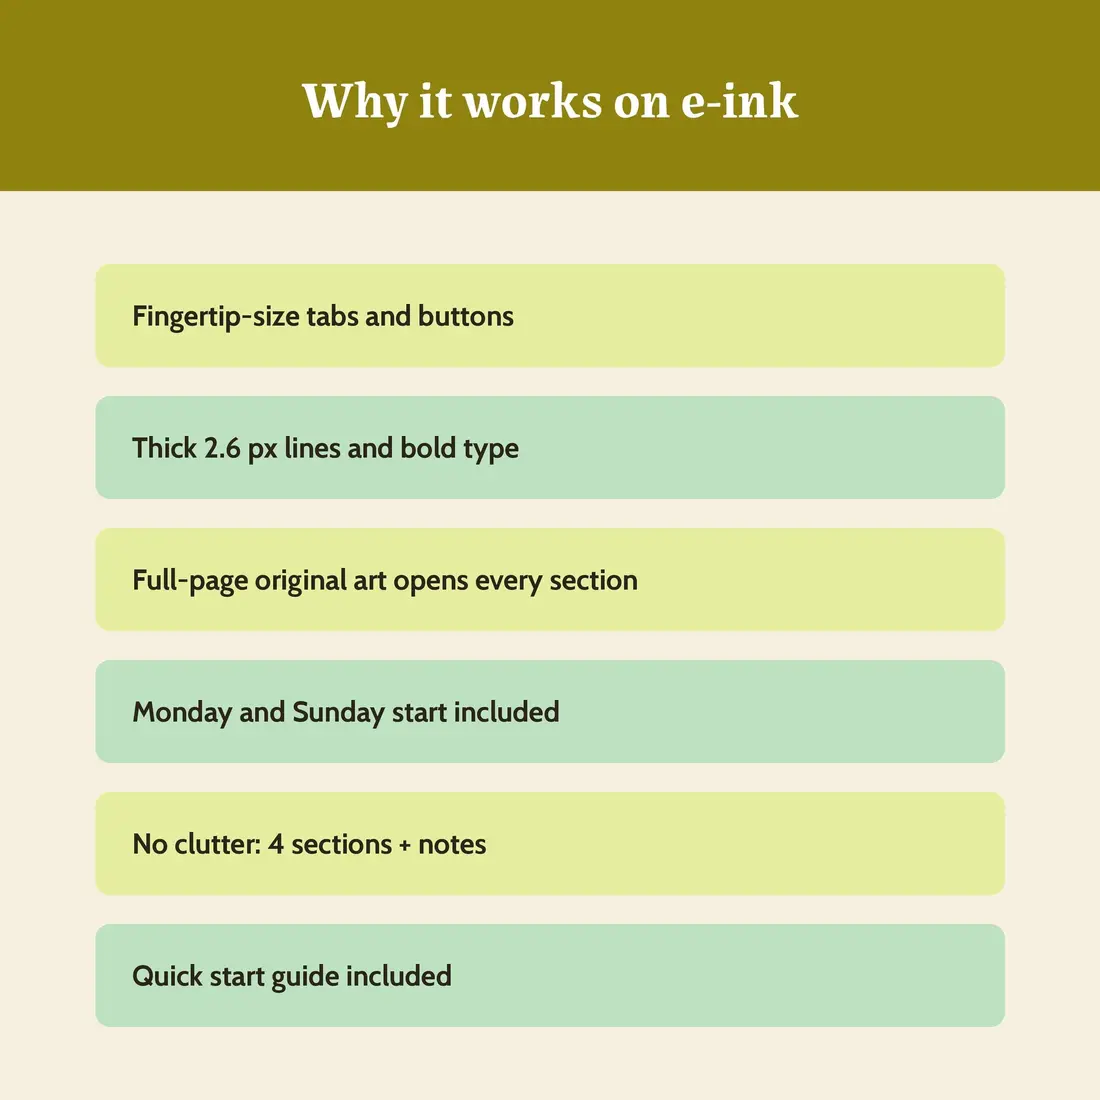 Why it works on e-ink
Fingertip-size tabs and buttons
Thick 2.6 px lines and bold type
Full-page original art opens every section
Monday and Sunday start included
No clutter: 4 sections + notes
Quick start guide included